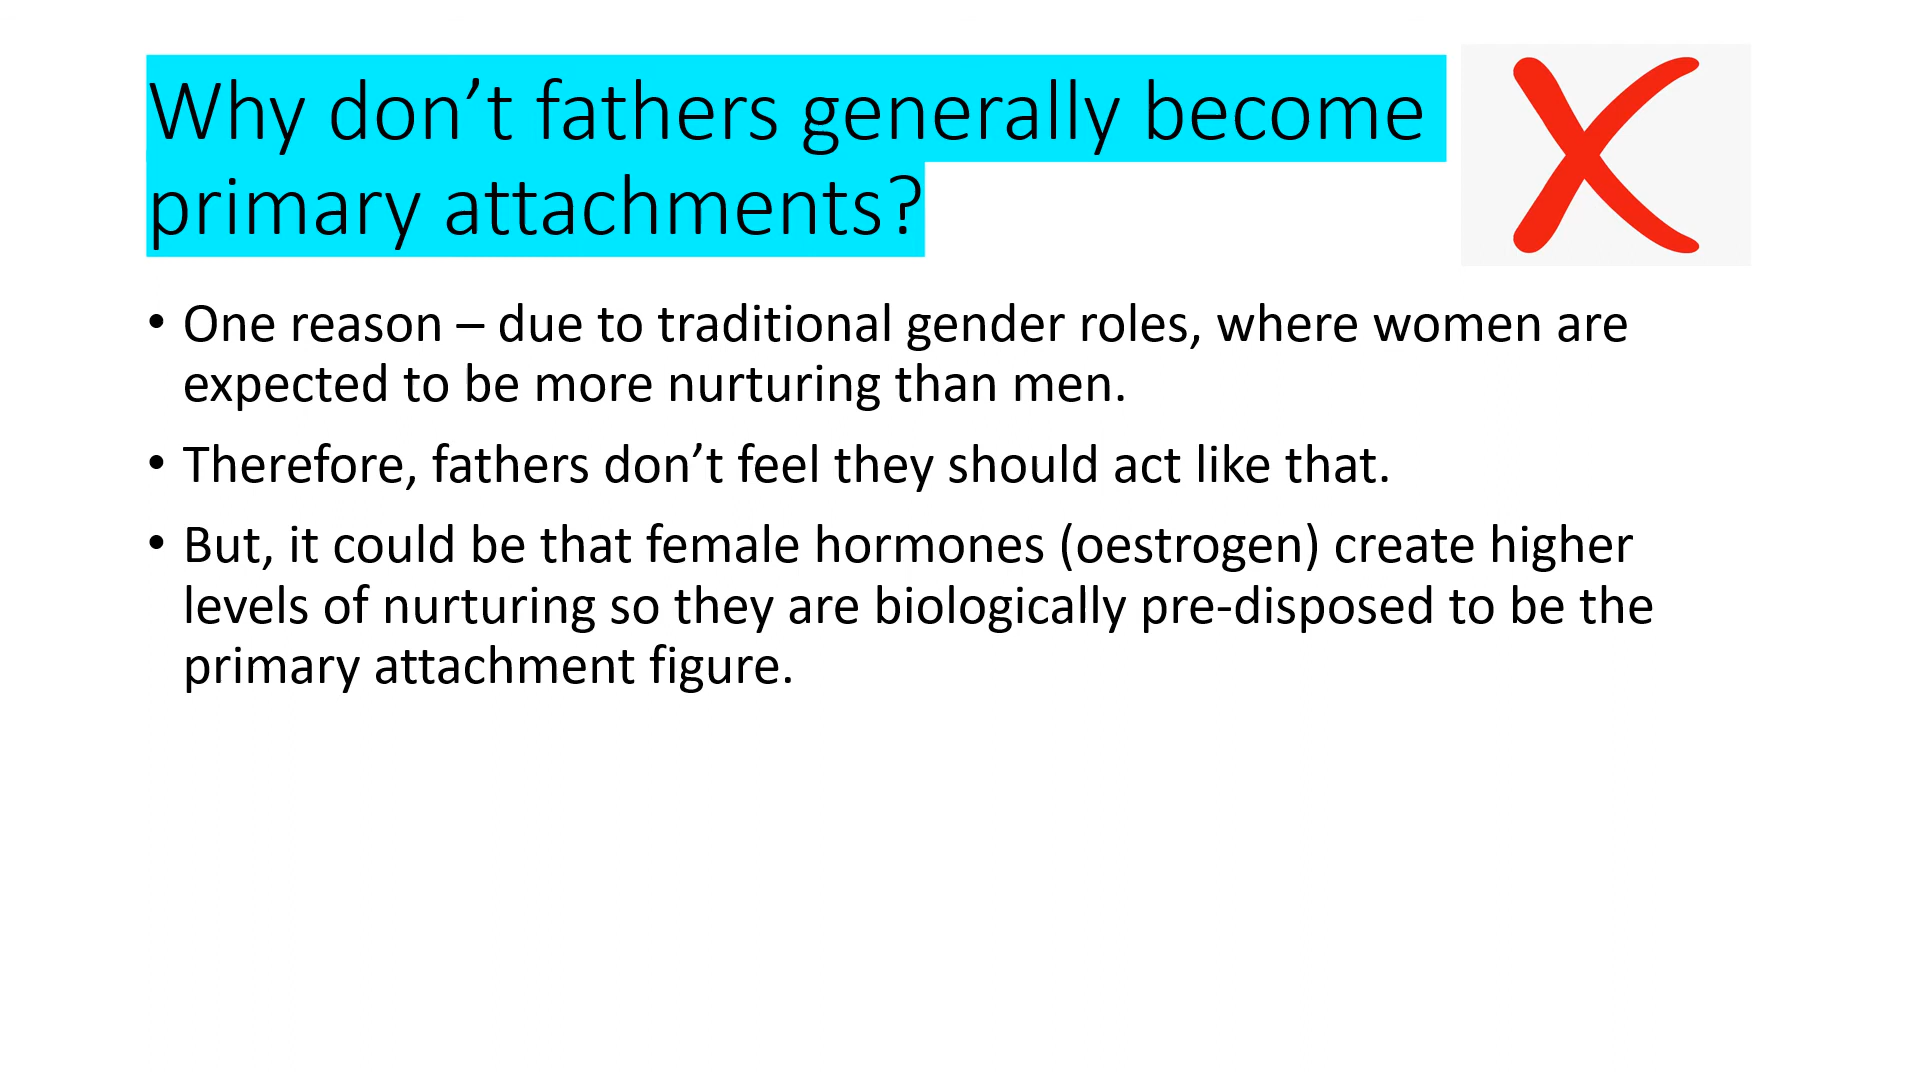 Why don’t fathers generally become
primary attachments?
• One reason – due to traditional gender roles, where women are
expected to be more nurturing than men.
• Therefore, fathers don’t feel they should act like that.
• But, it could be that female hormones (oestrogen) create higher
levels of nurturing so they are biologically pre-disposed to be the
primary attachment figure.